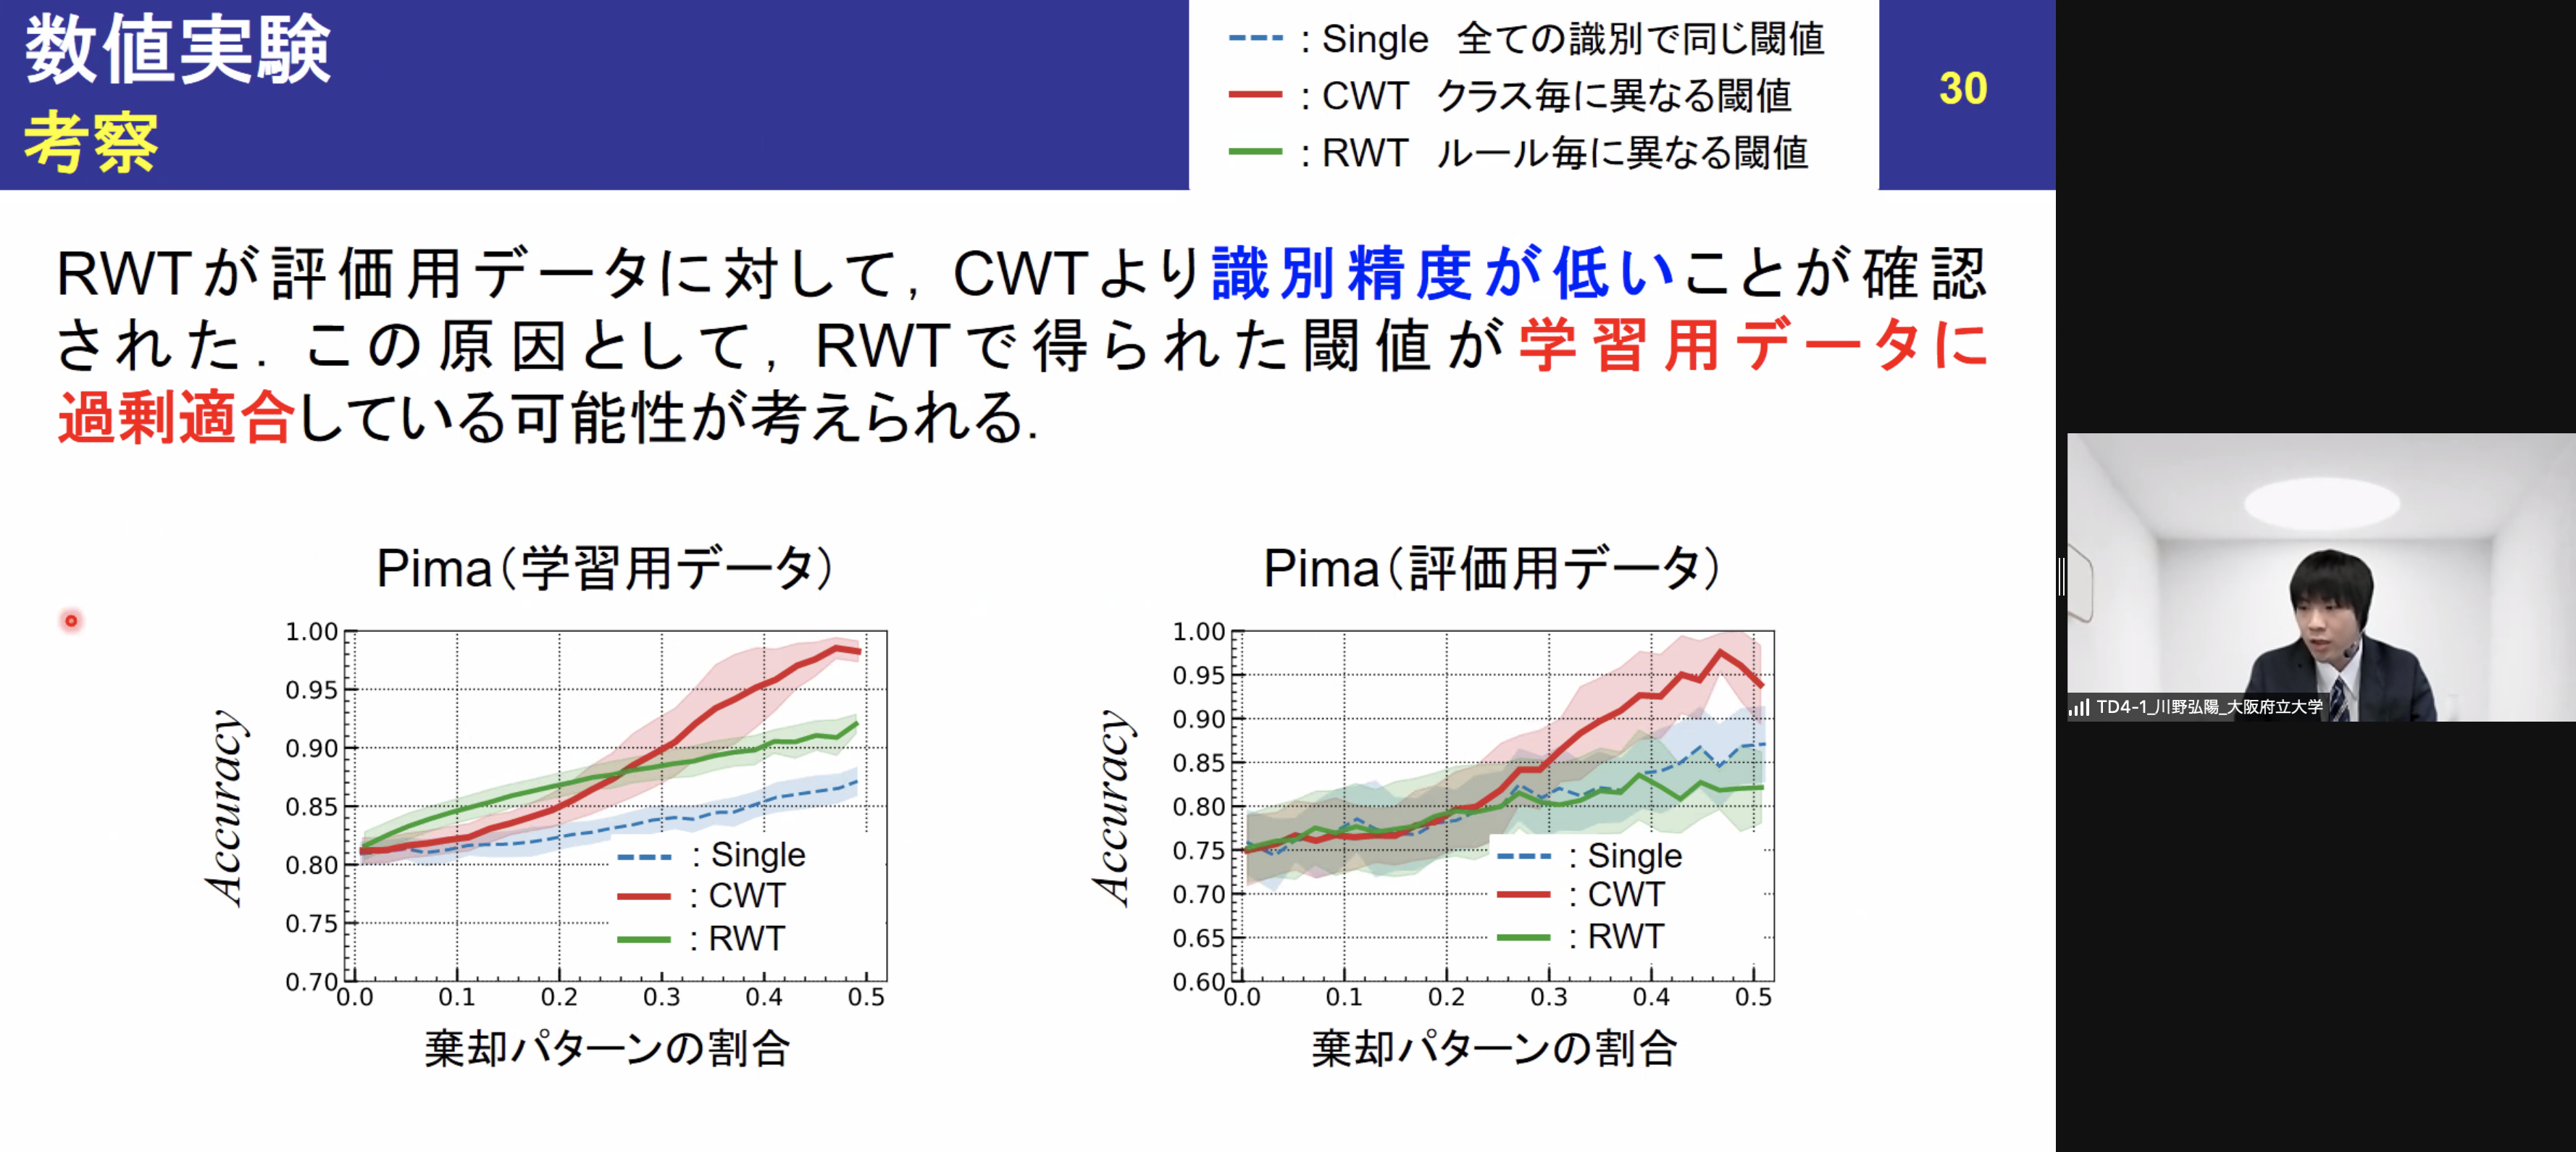 数値実験
考察
: Single 全ての識別で同じ閾値
: CWT クラス毎に異なる閾値
: RWT ルール毎に異なる閾値
30
RWTが評価用データに対して, CWTより識別精度が低いことが確認
された. この原因として, RWTで得られた閾値が学習用データに
過剰適合している可能性が考えられる.
Pima（学習用データ）
1.00
0.95
0.90
0.85
0.80
0.75
0.70
Accuracy
: Single
: CWT
: RWT
0.0 0.1 0.2 0.3 0.4 0.5
棄却パターンの割合
Pima（評価用データ）
1.00
0.95
0.90
0.85
0.80
0.75
0.70
0.65
0.60
Accuracy
: Single
: CWT
: RWT
0.0 0.1 0.2 0.3 0.4 0.5
棄却パターンの割合
TD4-1_川野弘陽_大阪府立大学